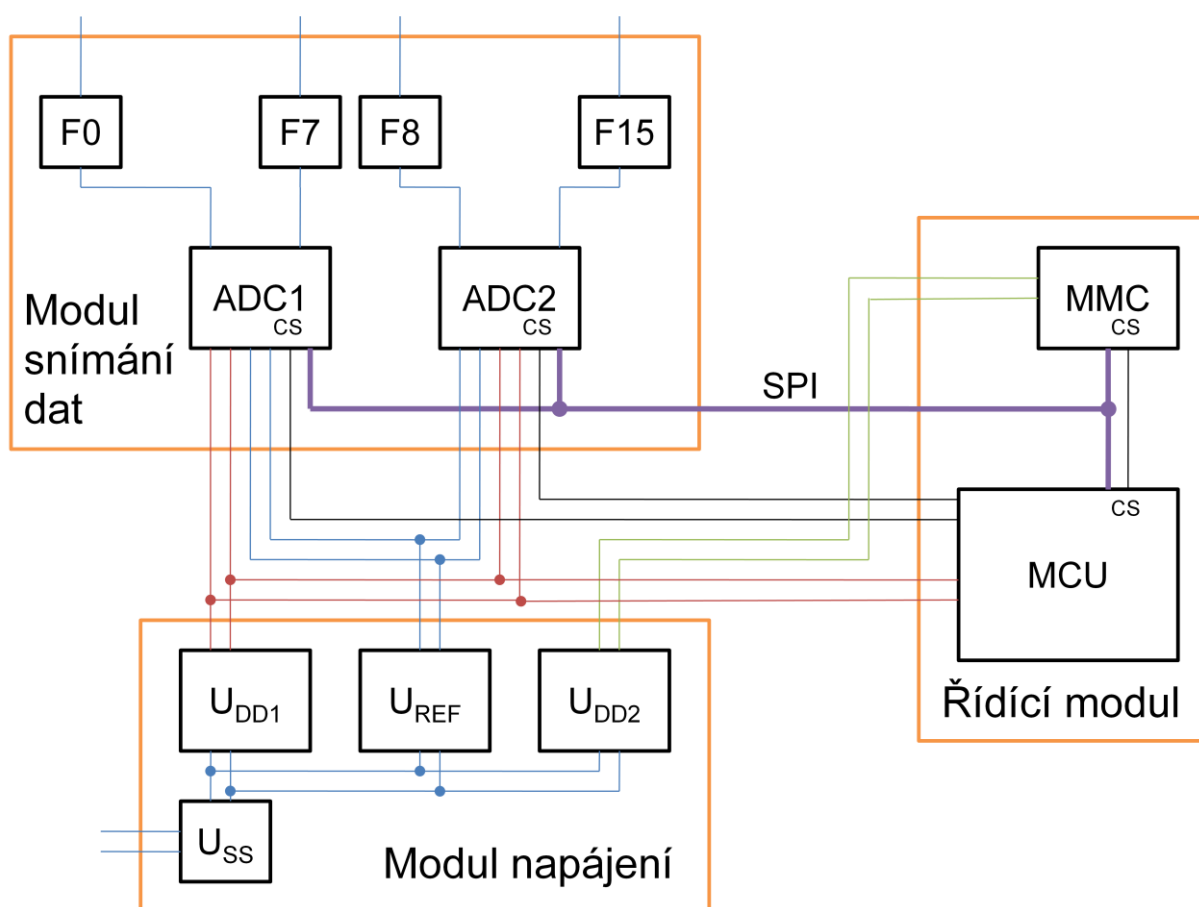 F0
F7
F8
F15
ADC1
CS
ADC2
CS
MMC
CS
Modul
snímání
dat
SPI
CS
MCU
UDD1
UREF
UDD2
Řídící modul
USS
Modul napájení